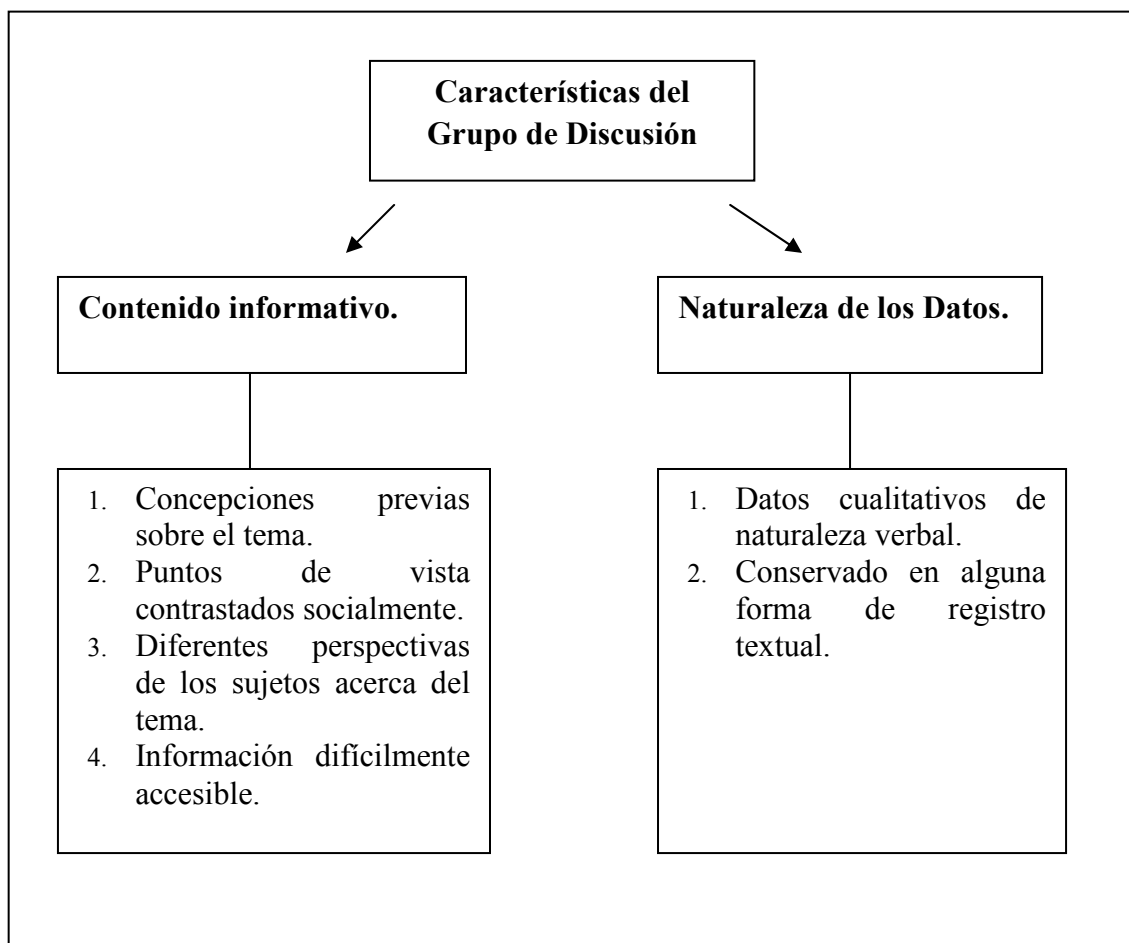 Características del
Grupo de Discusión
Contenido informativo.
Naturaleza de los Datos.
1. Concepciones previas
sobre el tema.
2. Puntos de vista
contrastados socialmente.
3. Diferentes perspectivas
de los sujetos acerca del
tema.
4. Información difícilmente
accesible.
1. Datos cualitativos de
naturaleza verbal.
2. Conservado en alguna
forma de registro
textual.